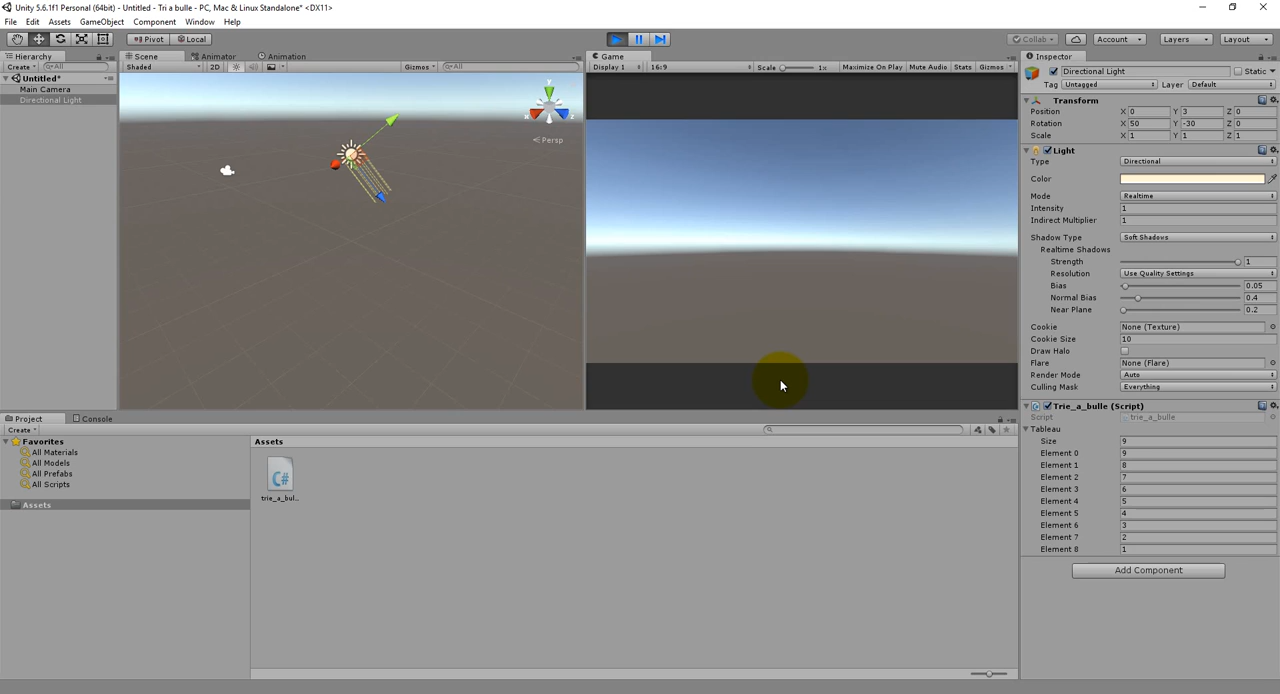 Unity 5.6.1f1 Personal (64bit) - Untitled - Tri a bulle - PC, Mac & Linux Standalone* <DX11>
File Edit Assets GameObject Component Window Help
Pivot Local Collab Account Layers Layout
Hierarchy
Create All
Untitled*
Main Camera
Directional Light
Scene Animator Animation
Shaded 2D Gizmos All
y
x z
Persp
Game
Display 1 16:9 Scale 1x Maximize On Play Mute Audio Stats Gizmos
Inspector
Directional Light Static
Tag Untagged Layer Default
Transform
Position X 0 Y 3 Z 0
Rotation X 50 Y -30 Z 0
Scale X 1 Y 1 Z 1
Light
Type Directional
Color
Mode Realtime
Intensity 1
Indirect Multiplier 1
Shadow Type Soft Shadows
Realtime Shadows
Strength 1
Resolution Use Quality Settings
Bias 0.05
Normal Bias 0.4
Near Plane 0.2
Cookie None (Texture)
Cookie Size 10
Draw Halo
Flare None (Flare)
Render Mode Auto
Culling Mask Everything
Trie_a_bulle (Script)
Script trie_a_bulle
Tableau
Size 9
Element 0 9
Element 1 8
Element 2 7
Element 3 6
Element 4 5
Element 5 4
Element 6 3
Element 7 2
Element 8 1
Add Component
Project Console
Create
Favorites
All Materials
All Models
All Prefabs
All Scripts
Assets
Assets
C#
trie_a_bul..